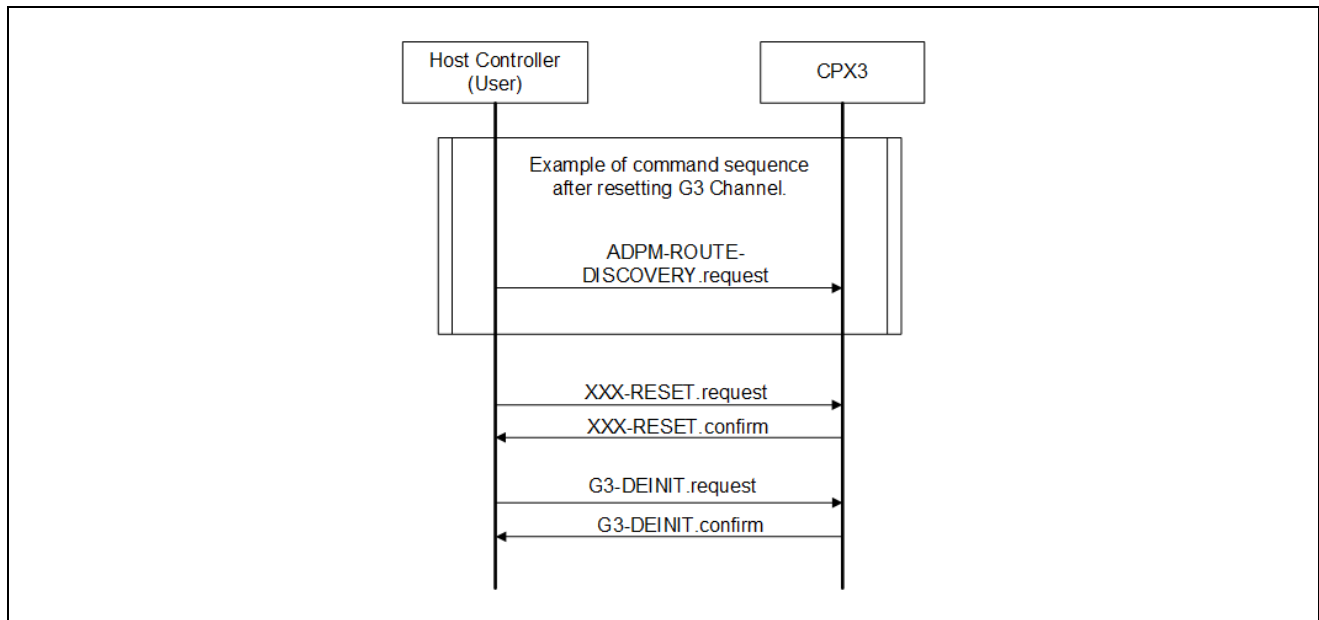 Host Controller
(User)
CPX3
Example of command sequence
after resetting G3 Channel.
ADPM-ROUTE-
DISCOVERY.request
XXX-RESET.request
XXX-RESET.confirm
G3-DEINIT.request
G3-DEINIT.confirm